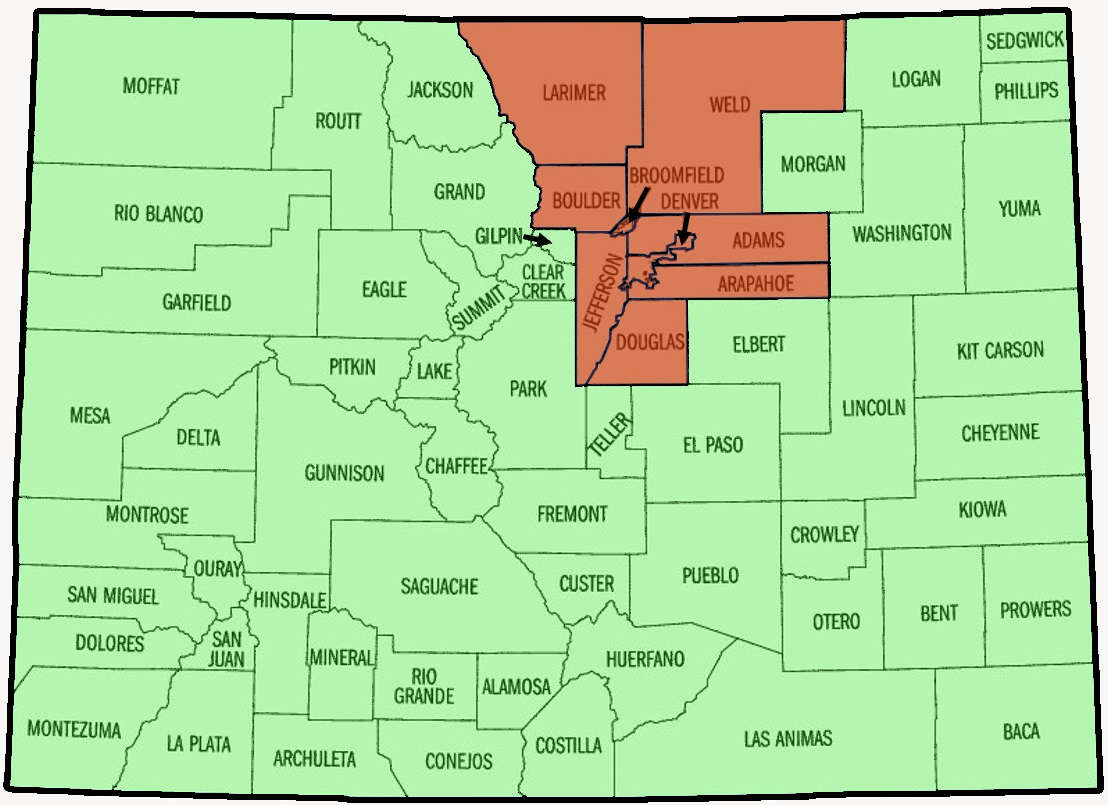 SEDGWICK
MOFFAT
JACKSON
LARIMER
WELD
LOGAN
PHILLIPS
ROUTT
MORGAN
GRAND
BOULDER
BROOMFIELD
DENVER
RIO BLANCO
YUMA
WASHINGTON
GILPIN
ADAMS
CLEAR
CREEK
ARAPAHOE
EAGLE
GARFIELD
SUMMIT
JEFFERSON
DOUGLAS
ELBERT
KIT CARSON
PITKIN
LAKE
PARK
MESA
LINCOLN
DELTA
TELLER
EL PASO
CHEYENNE
GUNNISON
CHAFFEE
MONTROSE
FREMONT
KIOWA
CROWLEY
OURAY
SAGUACHE
CUSTER
PUEBLO
SAN MIGUEL
HINSDALE
OTERO
BENT
PROWERS
DOLORES
SAN
JUAN
MINERAL
HUERFANO
RIO
GRANDE
ALAMOSA
MONTEZUMA
LA PLATA
ARCHULETA
CONEJOS
COSTILLA
LAS ANIMAS
BACA